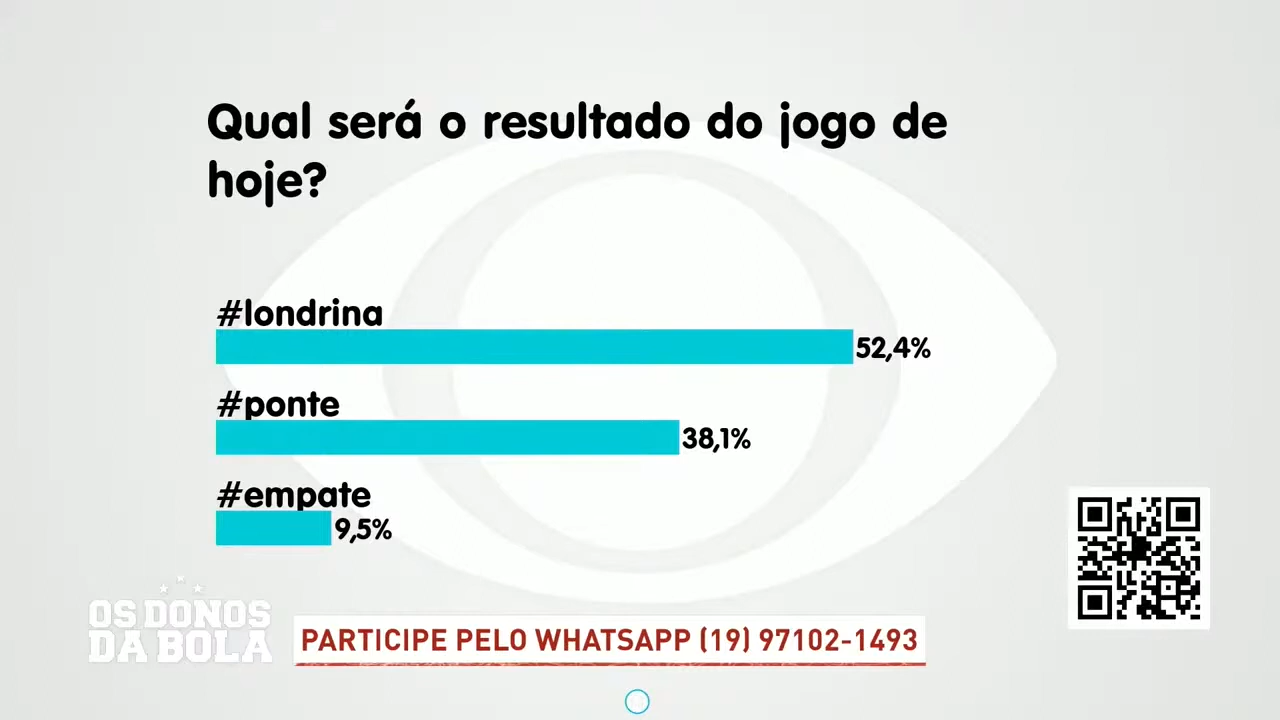 Qual será o resultado do jogo de
hoje?
#londrina
52,4%
#ponte
38,1%
#empate
9,5%
OS DONOS
DA BOLA
PARTICIPE PELO WHATSAPP (19) 97102-1493